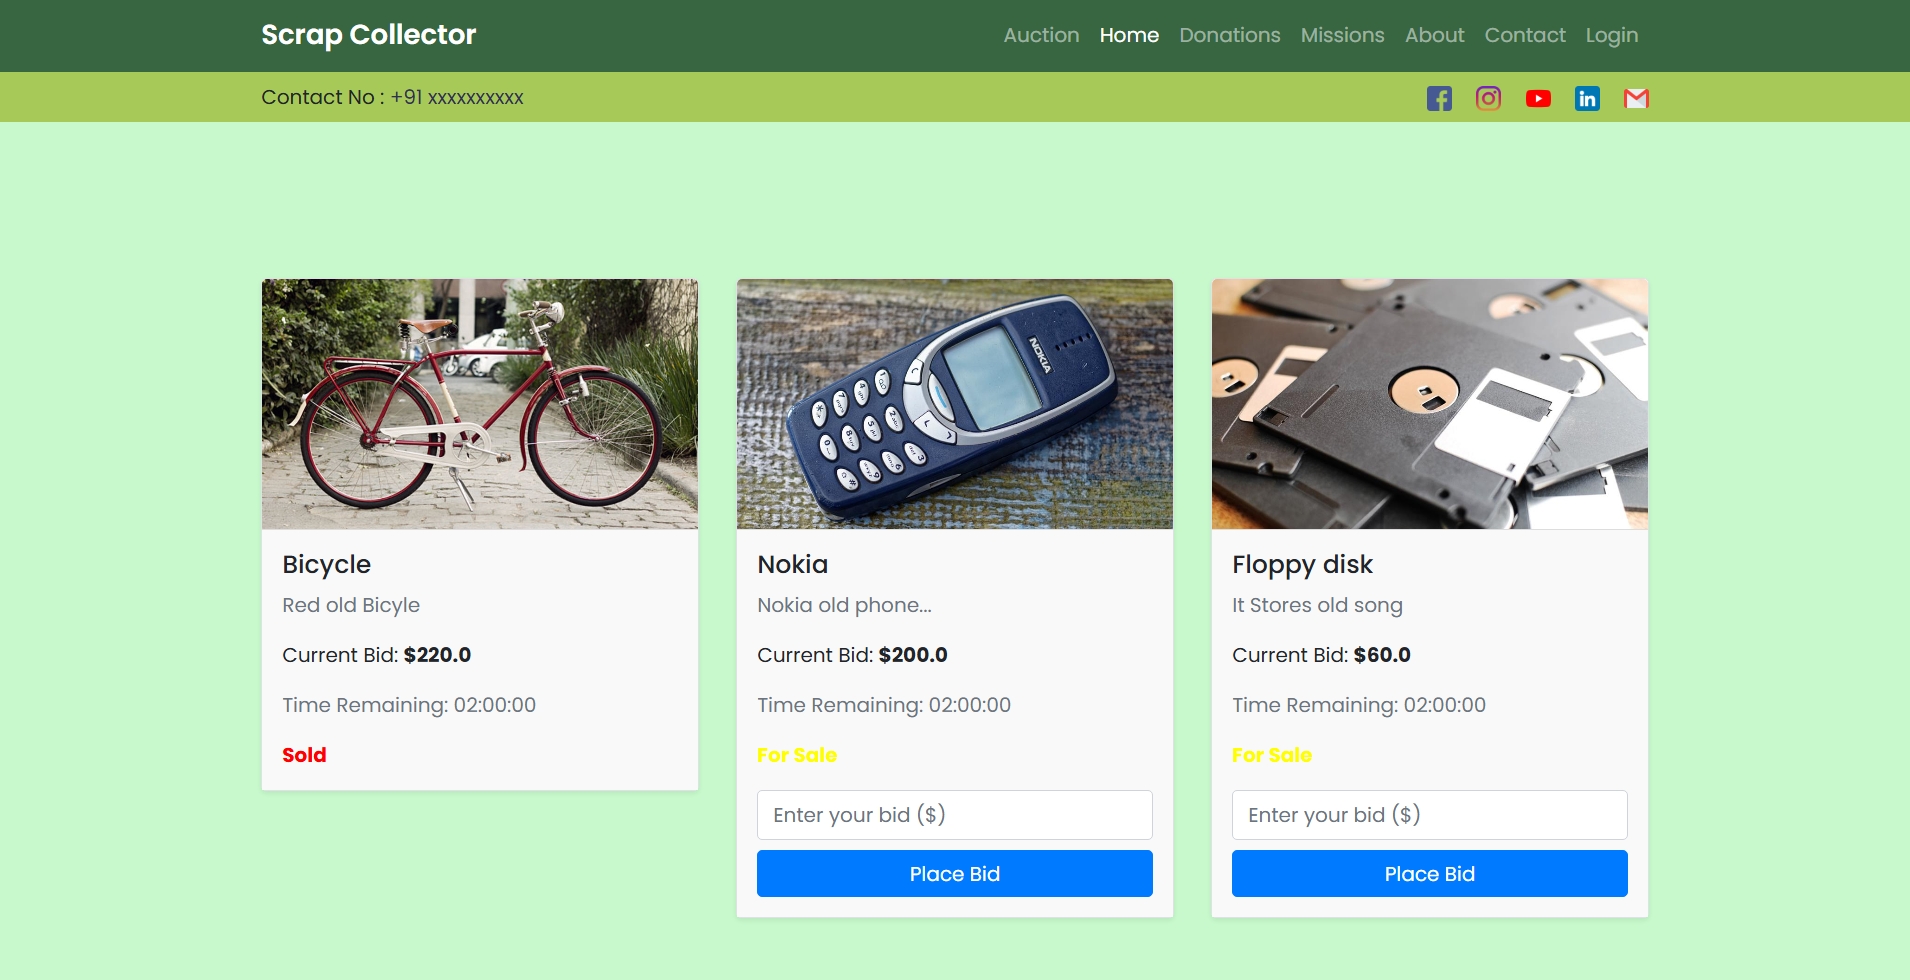 Scrap Collector
Auction Home Donations Missions About Contact Login
Contact No : +91 xxxxxxxxxx
NOKIA
Bicycle
Red old Bicyle
Current Bid: $220.0
Time Remaining: 02:00:00
Sold
Nokia
Nokia old phone...
Current Bid: $200.0
Time Remaining: 02:00:00
For Sale
Enter your bid ($)
Place Bid
Floppy disk
It Stores old song
Current Bid: $60.0
Time Remaining: 02:00:00
For Sale
Enter your bid ($)
Place Bid